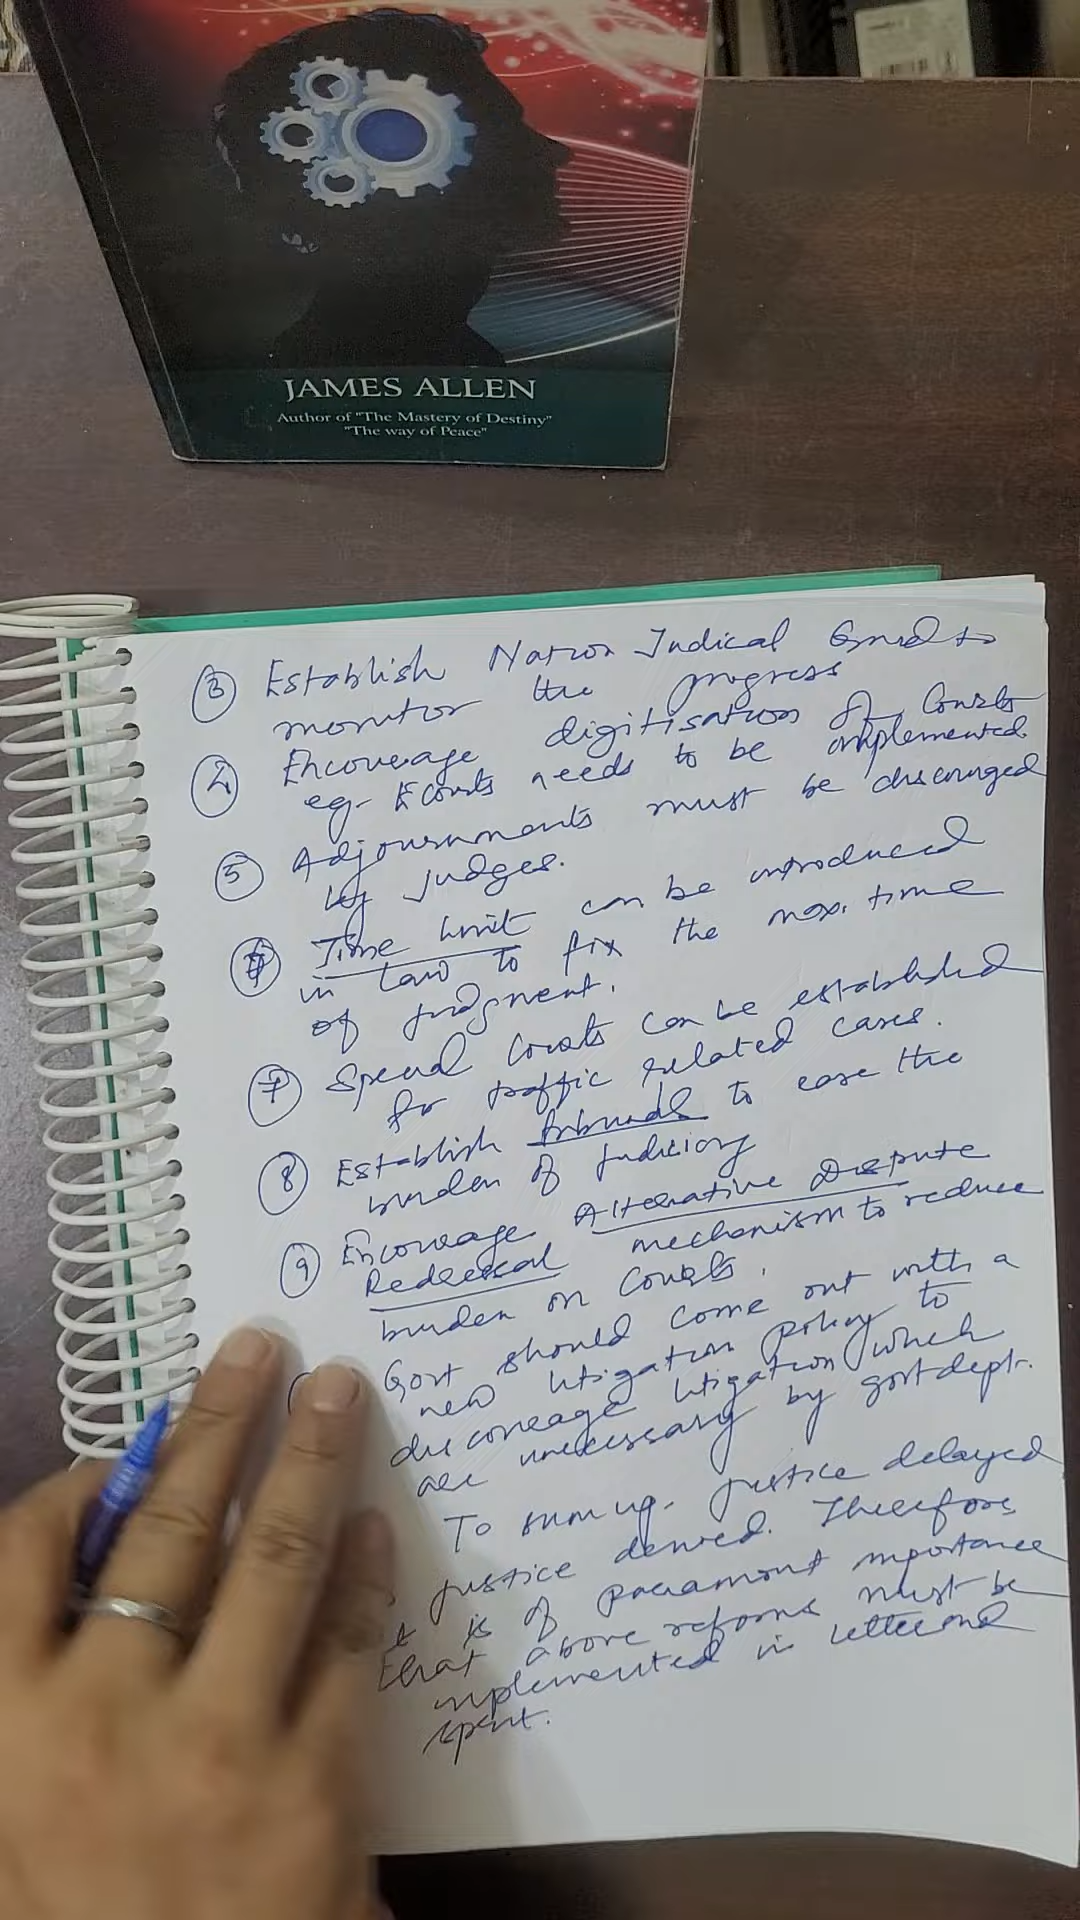 JAMES ALLEN
Author of "The Mastery of Destiny"
"The way of Peace"
③ Establish Nation Judical Grid to
monitor the progress
④ Encourage digitisation of Courts
eg- Ecourts needs to be implemented
⑤ Adjournments must be discouraged
by judges.
⑥ Time limit can be introduced
in law to fix the max. time
of judgment.
⑦ Special Courts can be established
for traffic related cases.
⑧ Establish tribunals to ease the
burden of judiciary
⑨ Encourage Alternative Dispute
Redressal mechanism to reduce
burden on courts.
Govt should come out with a
new litigation policy to
discourage litigation which
are unnecessary by govt deptt.
To sum up. Justice delayed
justice denied. Therefore
it is of paramount importance
that above reforms must be
implemented in letter and
spirit.